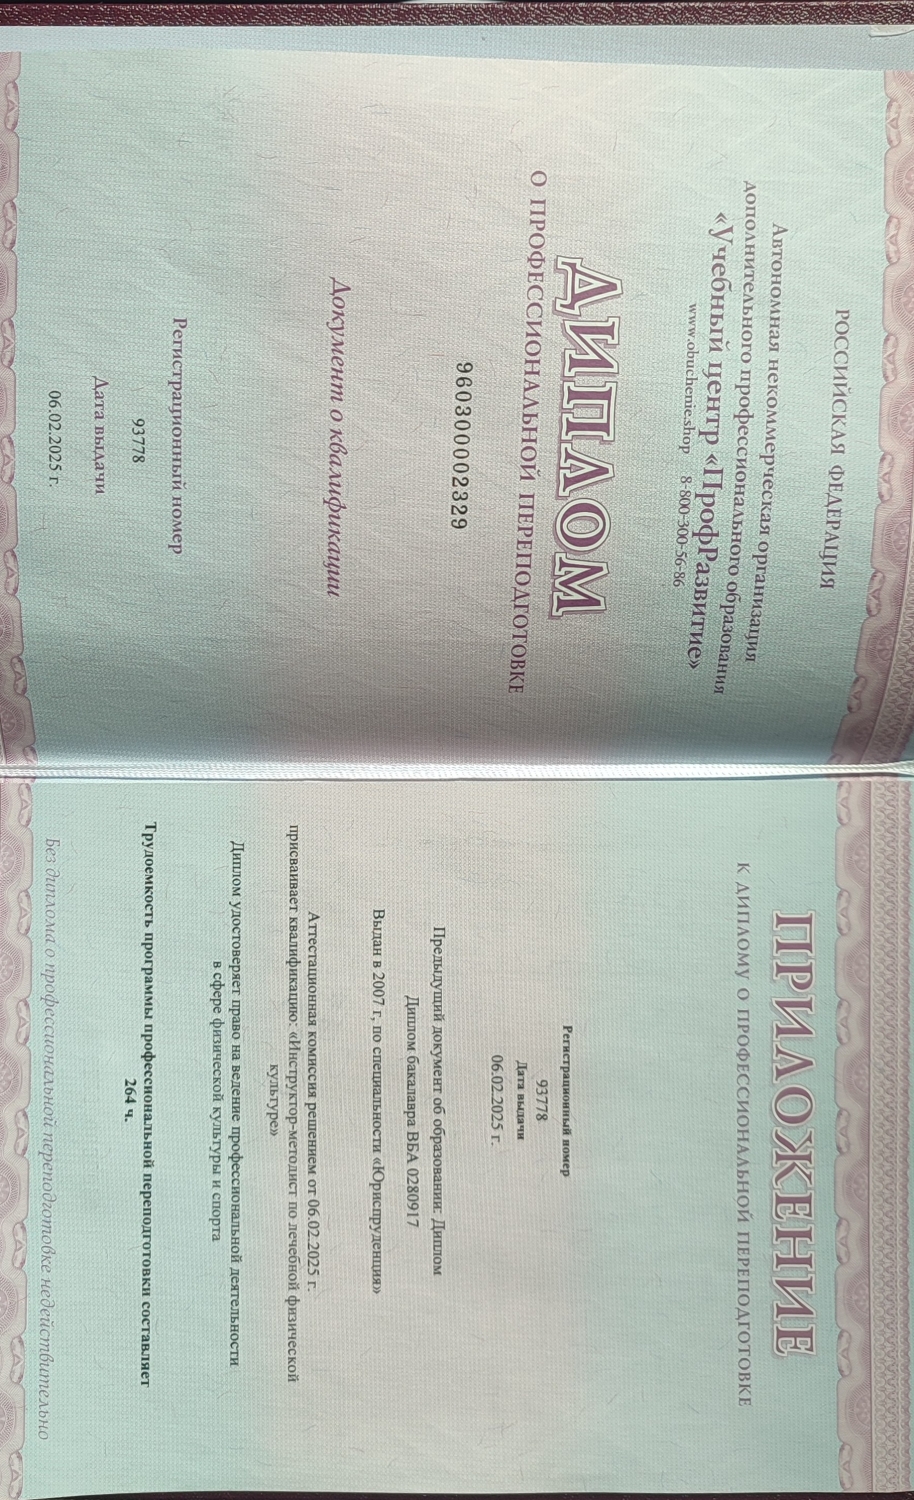 РОССИЙСКАЯ ФЕДЕРАЦИЯ
Автономная некоммерческая организация
дополнительного профессионального образования
«Учебный центр «ПрофРазвитие»
www.obuchenie.shop 8-800-300-56-86
ДИПЛОМ
О ПРОФЕССИОНАЛЬНОЙ ПЕРЕПОДГОТОВКЕ
960300002329
Документ о квалификации
Регистрационный номер
93778
Дата выдачи
06.02.2025 г.
ПРИЛОЖЕНИЕ
К ДИПЛОМУ О ПРОФЕССИОНАЛЬНОЙ ПЕРЕПОДГОТОВКЕ
Регистрационный номер
93778
Дата выдачи
06.02.2025 г.
Предыдущий документ об образовании: Диплом
Диплом бакалавра ВБА 0280917
Выдан в 2007 г, по специальности «Юриспруденция»
Аттестационная комиссия решением от 06.02.2025 г.
присваивает квалификацию: «Инструктор-методист по лечебной физической
культуре»
Диплом удостоверяет право на ведение профессиональной деятельности
в сфере физической культуры и спорта
Трудоемкость программы профессиональной переподготовки составляет
264 ч.
Без диплома о профессиональной переподготовке недействительно